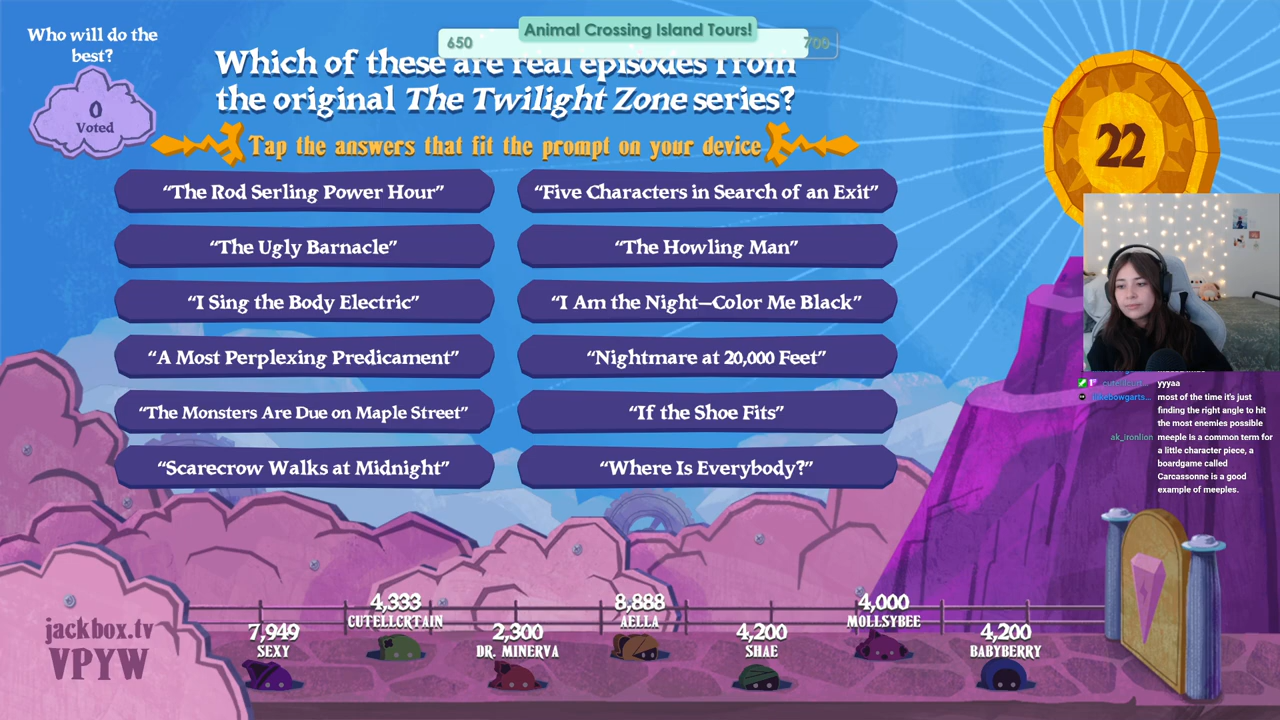 Who will do the
best?
0
Voted
650
Animal Crossing Island Tours!
700
Which of these are real episodes from
the original The Twilight Zone series?
Tap the answers that fit the prompt on your device
22
“The Rod Serling Power Hour”
“Five Characters in Search of an Exit”
“The Ugly Barnacle”
“The Howling Man”
“I Sing the Body Electric”
“I Am the Night—Color Me Black”
“A Most Perplexing Predicament”
“Nightmare at 20,000 Feet”
“The Monsters Are Due on Maple Street”
“If the Shoe Fits”
“Scarecrow Walks at Midnight”
“Where Is Everybody?”
yyyaa
most of the time it's just
finding the right angle to hit
the most enemies possible
ak_Ironlion meeple is a common term for
a little character piece, a
boardgame called
Carcassonne is a good
example of meeples.
jackbox.tv
VPYW
7,949
SEXY
4,333
CUTELLCRTAIN
2,300
DR. MINERVA
8,888
AELLA
4,200
SHAE
4,000
MOLLSYBEE
4,200
BABYBERRY